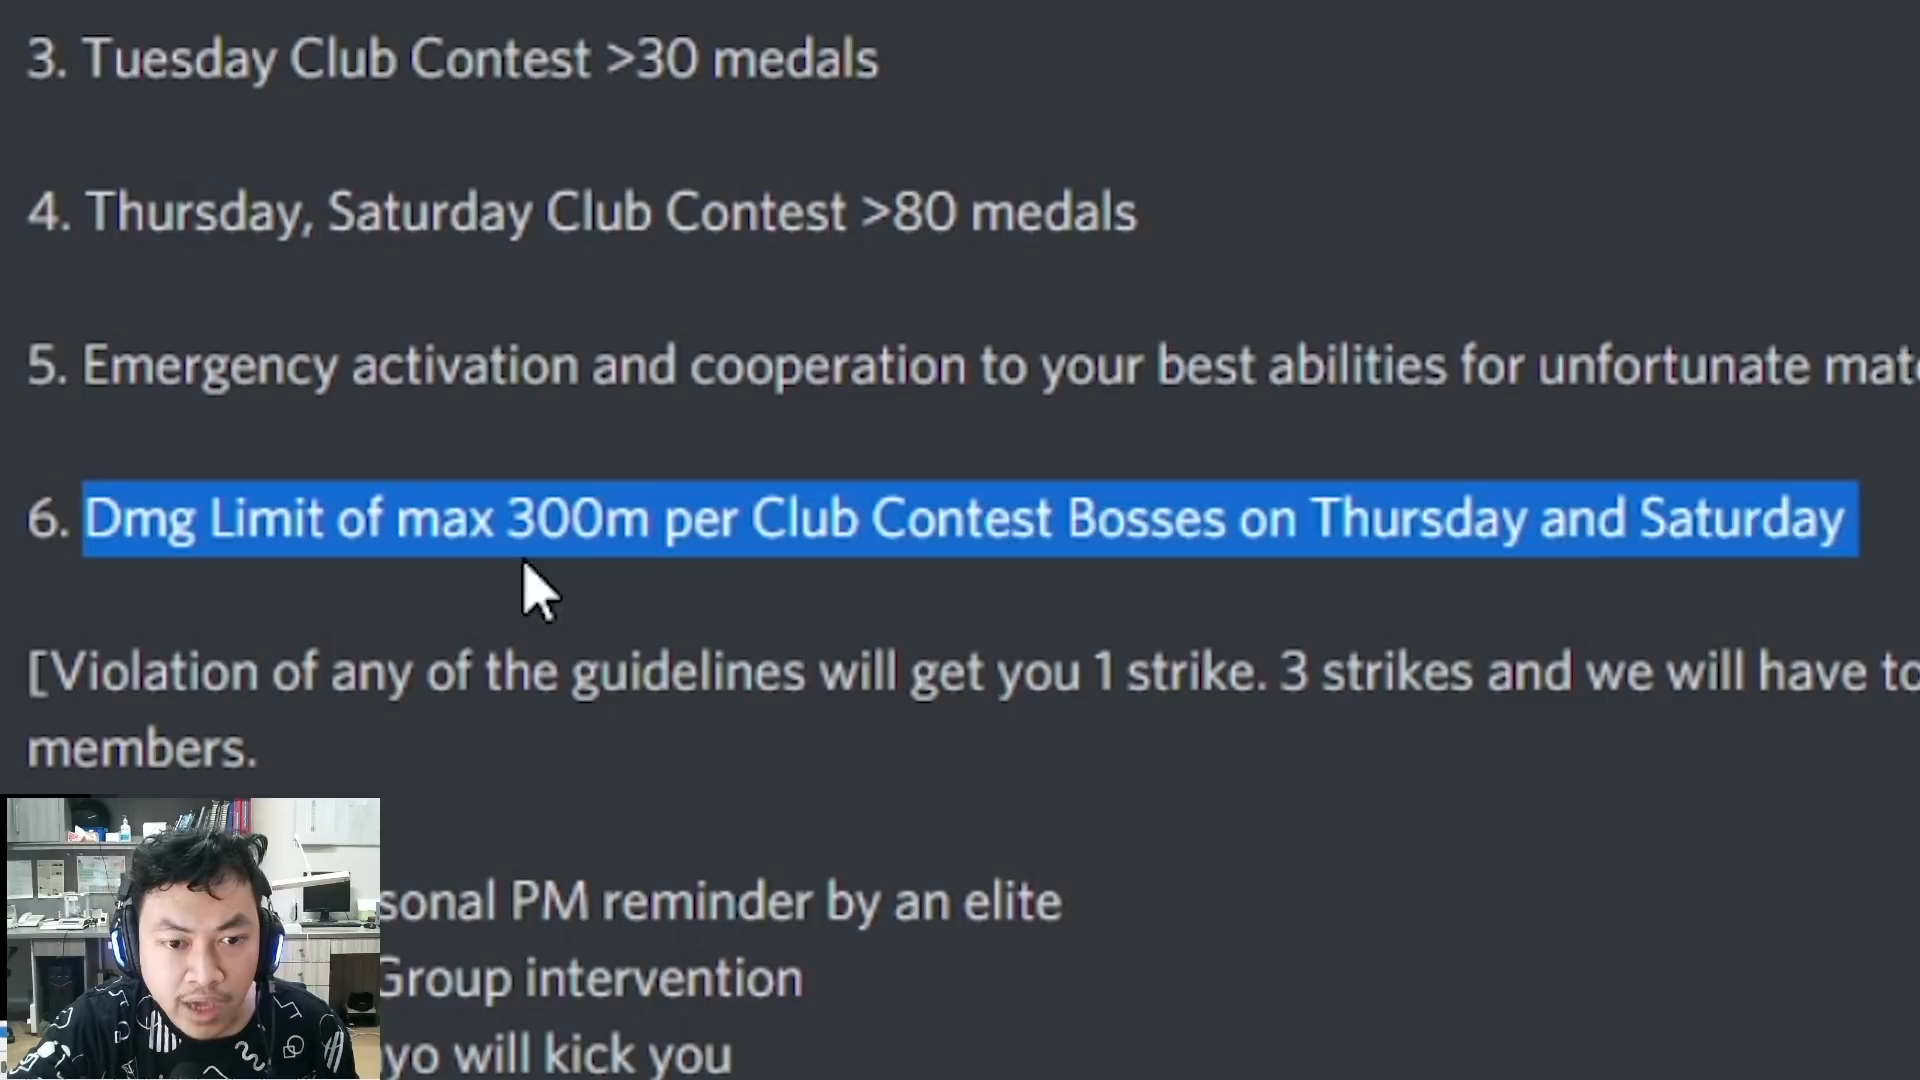 3. Tuesday Club Contest >30 medals
4. Thursday, Saturday Club Contest >80 medals
5. Emergency activation and cooperation to your best abilities for unfortunate
6. Dmg Limit of max 300m per Club Contest Bosses on Thursday and Saturday
[Violation of any of the guidelines will get you 1 strike. 3 strikes and we will have to
members.
PM reminder by an elite
Group intervention
will kick you